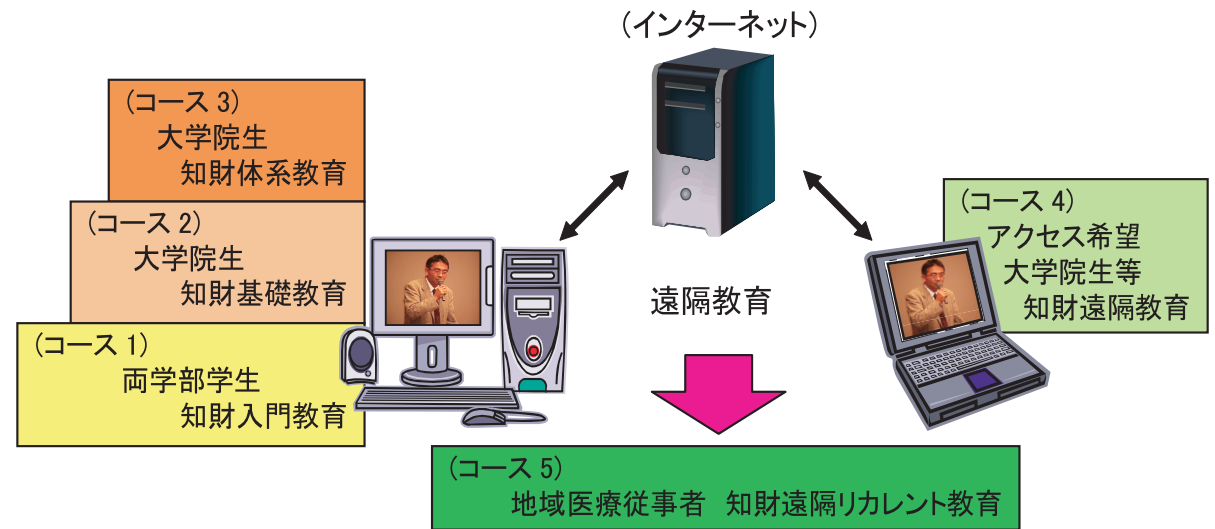 (インターネット)
(コース 3)
大学院生
知財体系教育
(コース 2)
大学院生
知財基礎教育
(コース 1)
両学部学生
知財入門教育
遠隔教育
(コース 4)
アクセス希望
大学院生等
知財遠隔教育
(コース 5)
地域医療従事者 知財遠隔リカレント教育